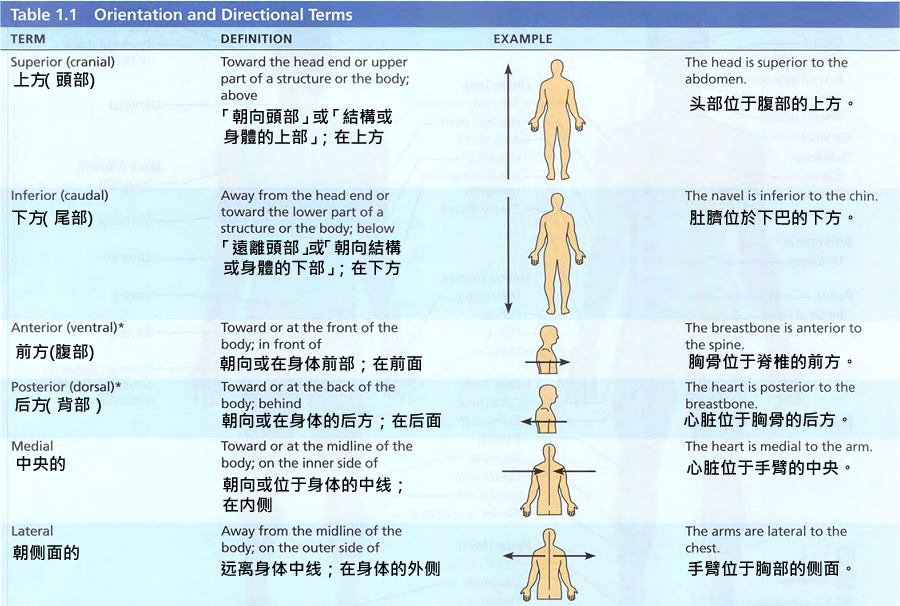 Table 1.1 Orientation and Directional Terms
TERM
DEFINITION
EXAMPLE
Superior (cranial)
上方( 頭部)
Toward the head end or upper
part of a structure or the body;
above
「朝向頭部」或「結構或
身體的上部」；在上方
The head is superior to the
abdomen.
头部位于腹部的上方。
Inferior (caudal)
下方( 尾部)
Away from the head end or
toward the lower part of a
structure or the body; below
「遠離頭部」或「朝向結構
或身體的下部」；在下方
The navel is inferior to the chin.
肚臍位於下巴的下方。
Anterior (ventral)*
前方(腹部)
Toward or at the front of the
body; in front of
朝向或在身体前部；在前面
The breastbone is anterior to
the spine.
胸骨位于脊椎的前方。
Posterior (dorsal)*
后方( 背部 )
Toward or at the back of the
body; behind
朝向或在身体的后方；在后面
The heart is posterior to the
breastbone.
心脏位于胸骨的后方。
Medial
中央的
Toward or at the midline of the
body; on the inner side of
朝向或位于身体的中线；
在内侧
The heart is medial to the arm.
心脏位于手臂的中央。
Lateral
朝侧面的
Away from the midline of the
body; on the outer side of
远离身体中线；在身体的外侧
The arms are lateral to the
chest.
手臂位于胸部的侧面。